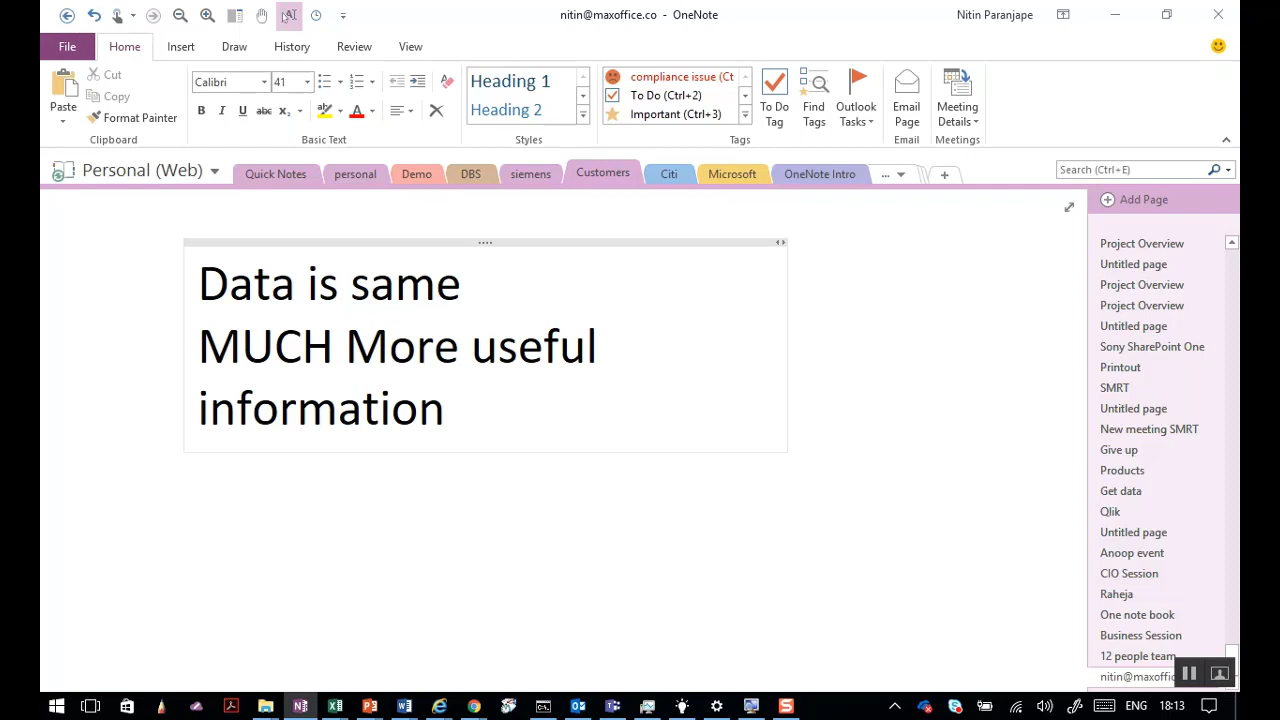 nitin@maxoffice.co - OneNote
Nitin Paranjape
File Home Insert Draw History Review View
Paste
Cut
Copy
Format Painter
Clipboard
Calibri 41
B I U abc x₂ A
Basic Text
Heading 1
Heading 2
Styles
compliance issue (Ct
To Do (Ctrl+2)
Important (Ctrl+3)
To Do Tag
Find Tags
Outlook Tasks
Tags
Email Page
Email
Meeting Details
Meetings
Personal (Web)
Quick Notes personal Demo DBS siemens Customers Citi Microsoft OneNote Intro ...
Search (Ctrl+E)
Data is same
MUCH More useful
information
Add Page
Project Overview
Untitled page
Project Overview
Project Overview
Untitled page
Sony SharePoint One
Printout
SMRT
Untitled page
New meeting SMRT
Give up
Products
Get data
Qlik
Untitled page
Anoop event
CIO Session
Raheja
One note book
Business Session
12 people team
nitin@maxoffic
ENG 18:13